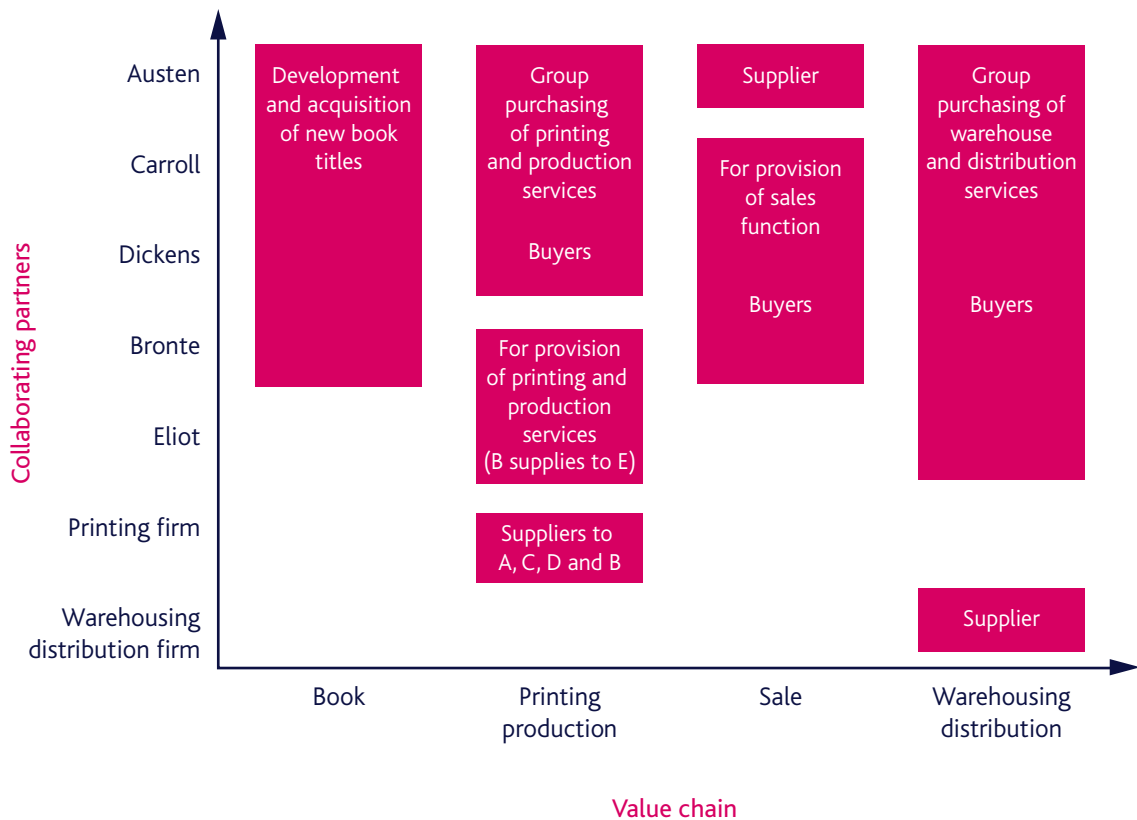 Collaborating partners
Austen
Carroll
Dickens
Bronte
Eliot
Printing firm
Warehousing
distribution firm
Development
and acquisition
of new book
titles
Group
purchasing
of printing
and production
services
Buyers
For provision
of printing and
production
services
(B supplies to E)
Suppliers to
A, C, D and B
Supplier
For provision
of sales
function
Buyers
Group
purchasing of
warehouse
and distribution
services
Buyers
Supplier
Book
Printing
production
Sale
Warehousing
distribution
Value chain